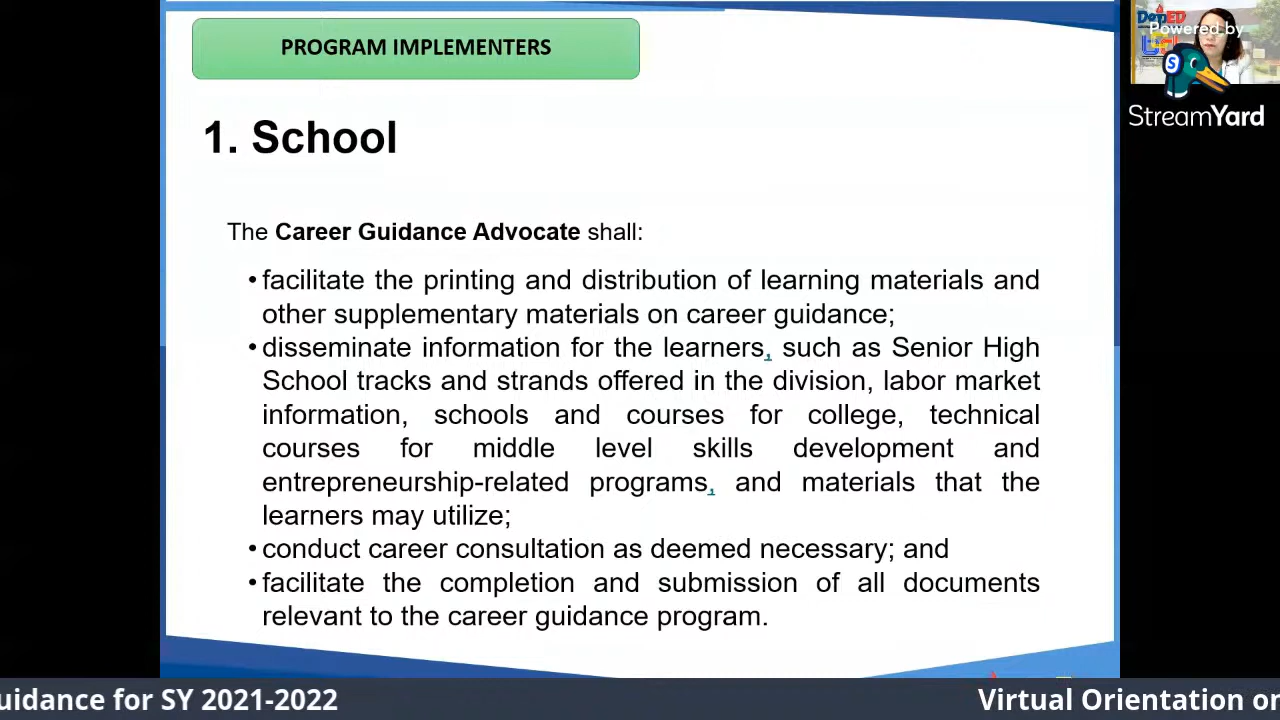 PROGRAM IMPLEMENTERS
DepED
Powered by
StreamYard
1. School
The Career Guidance Advocate shall:
•facilitate the printing and distribution of learning materials and
other supplementary materials on career guidance;
•disseminate information for the learners, such as Senior High
School tracks and strands offered in the division, labor market
information, schools and courses for college, technical
courses for middle level skills development and
entrepreneurship-related programs, and materials that the
learners may utilize;
•conduct career consultation as deemed necessary; and
•facilitate the completion and submission of all documents
relevant to the career guidance program.
uidance for SY 2021-2022
Virtual Orientation or